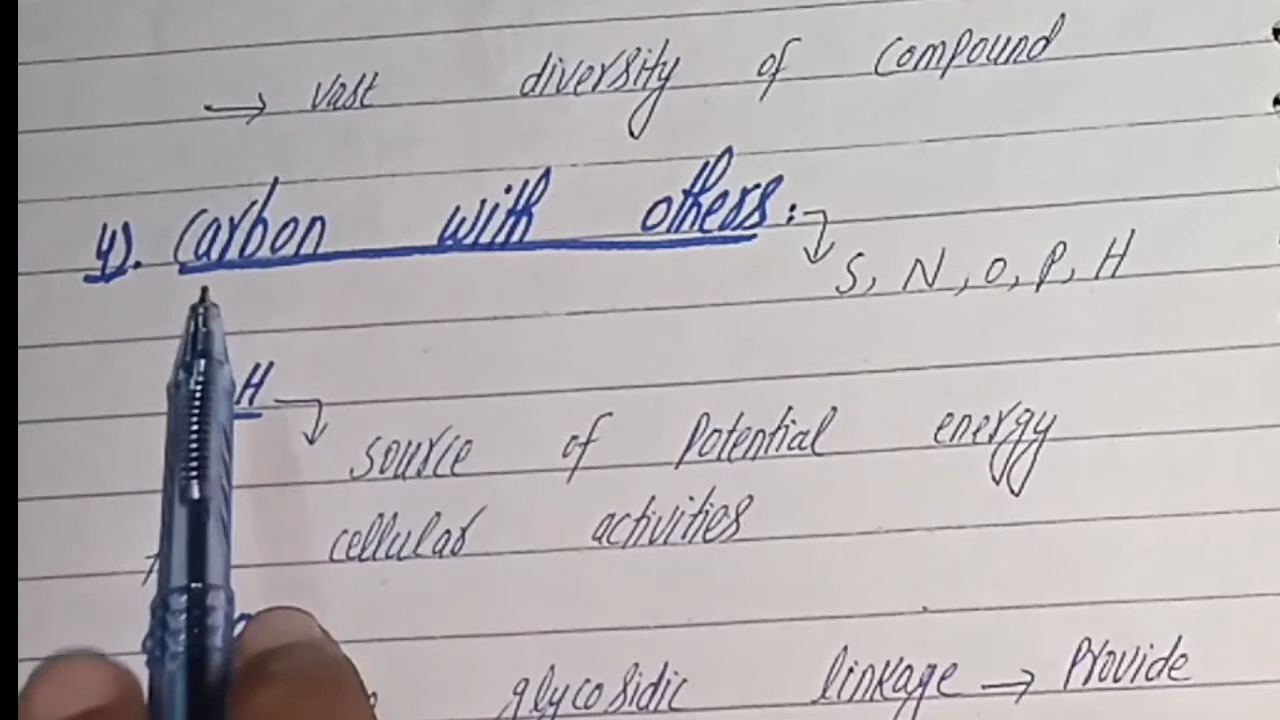 → Vast diversity of compound
4). Carbon with others:
S, N, O, P, H
H
source of Potential energy
cellular activities
glycosidic linkage → Provide